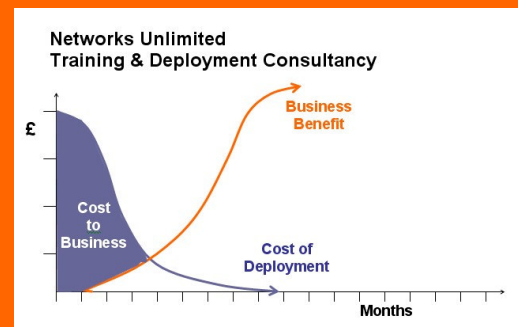 Networks Unlimited
Training & Deployment Consultancy
£
Business
Benefit
Cost
to
Business
Cost of
Deployment
Months